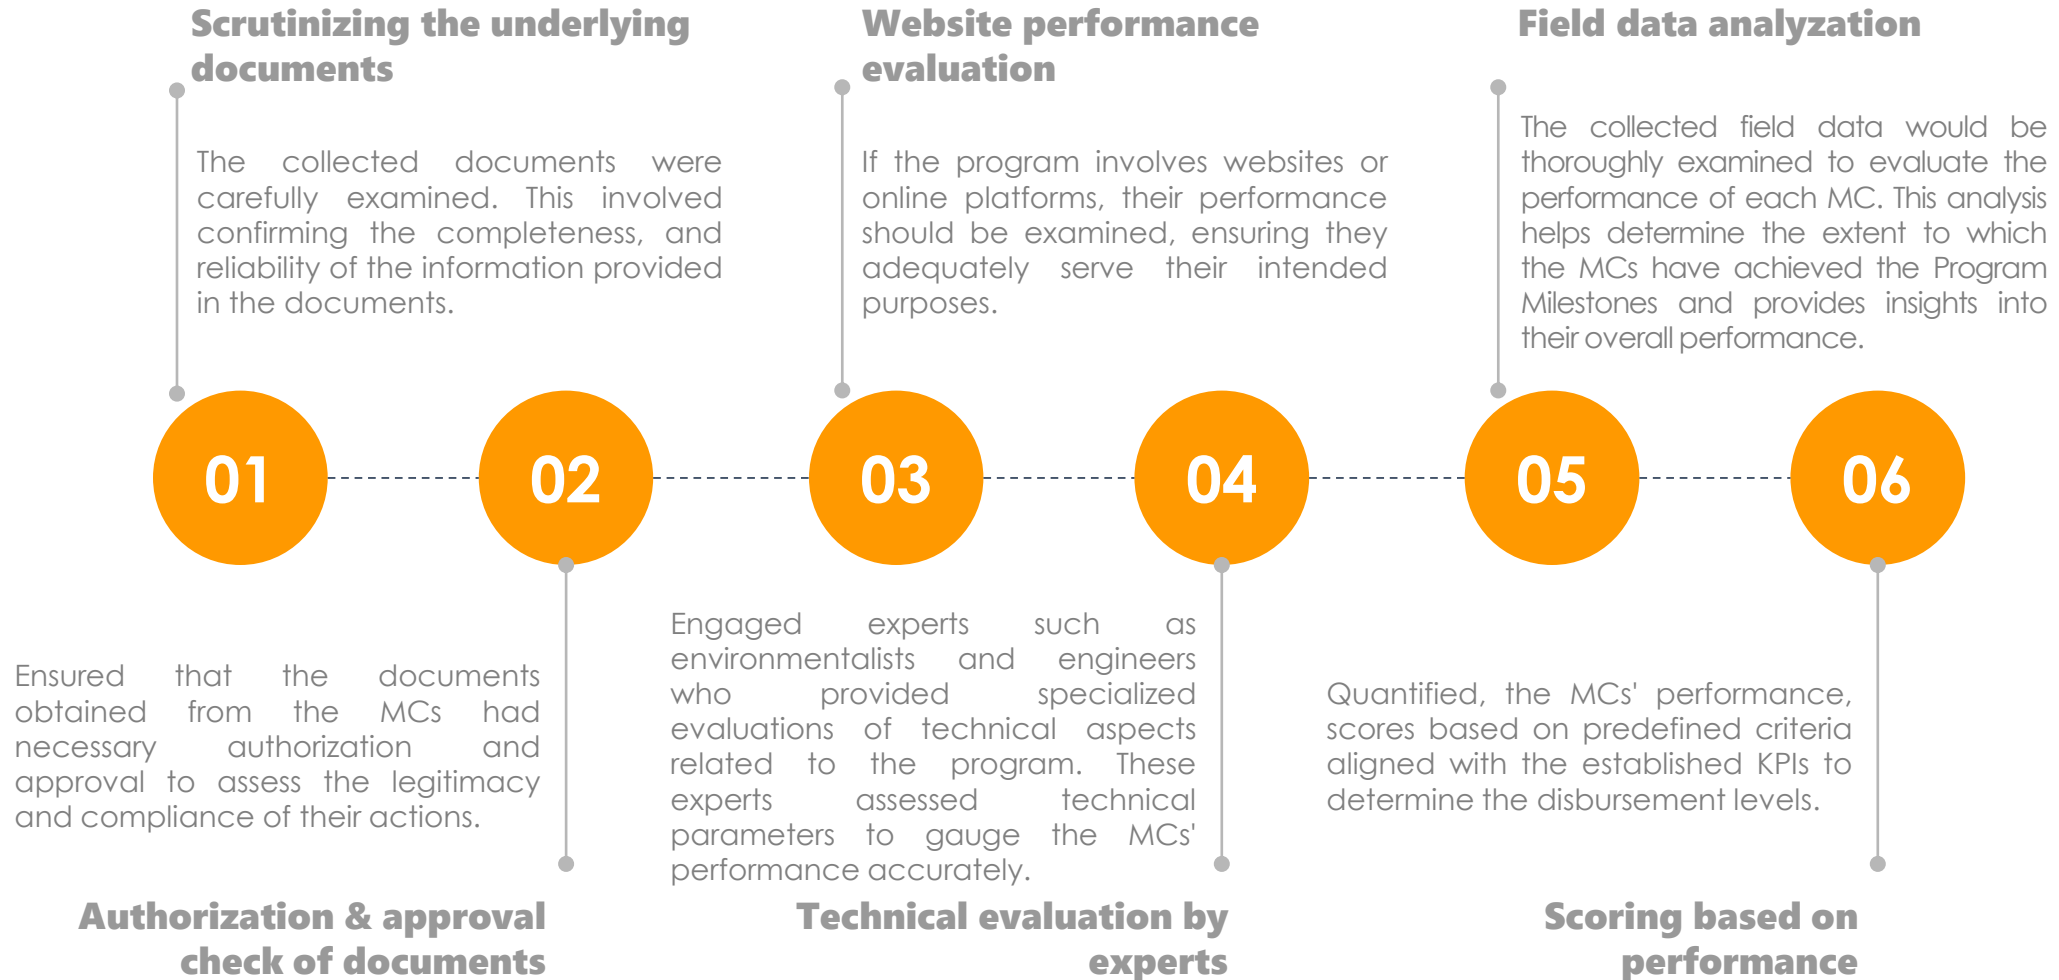 Scrutinizing the underlying
documents
The collected documents were
carefully examined. This involved
confirming the completeness, and
reliability of the information provided
in the documents.
Website performance
evaluation
If the program involves websites or
online platforms, their performance
should be examined, ensuring they
adequately serve their intended
purposes.
Field data analyzation
The collected field data would be
thoroughly examined to evaluate the
performance of each MC. This analysis
helps determine the extent to which
the MCs have achieved the Program
Milestones and provides insights into
their overall performance.
01
02
03
04
05
06
Ensured that the documents
obtained from the MCs had
necessary authorization and
approval to assess the legitimacy
and compliance of their actions.
Authorization & approval
check of documents
Engaged experts such as
environmentalists and engineers
who provided specialized
evaluations of technical aspects
related to the program. These
experts assessed technical
parameters to gauge the MCs'
performance accurately.
Technical evaluation by
experts
Quantified, the MCs' performance,
scores based on predefined criteria
aligned with the established KPIs to
determine the disbursement levels.
Scoring based on
performance